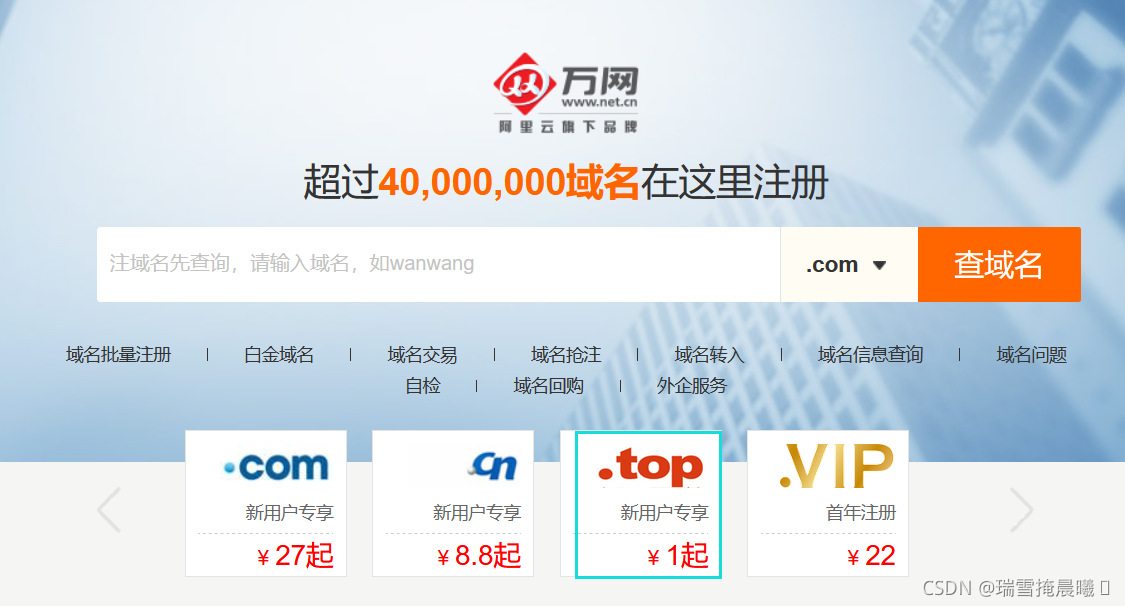 万网
www.net.cn
阿里云旗下品牌
超过40,000,000域名在这里注册
注域名先查询，请输入域名，如wanwang
.com
查域名
域名批量注册 | 白金域名 | 域名交易 | 域名抢注 | 域名转入 | 域名信息查询 | 域名问题
自检 | 域名回购 | 外企服务
.com
新用户专享
¥ 27起
.cn
新用户专享
¥ 8.8起
.top
新用户专享
¥ 1起
.VIP
首年注册
¥ 22
CSDN @瑞雪掩晨曦